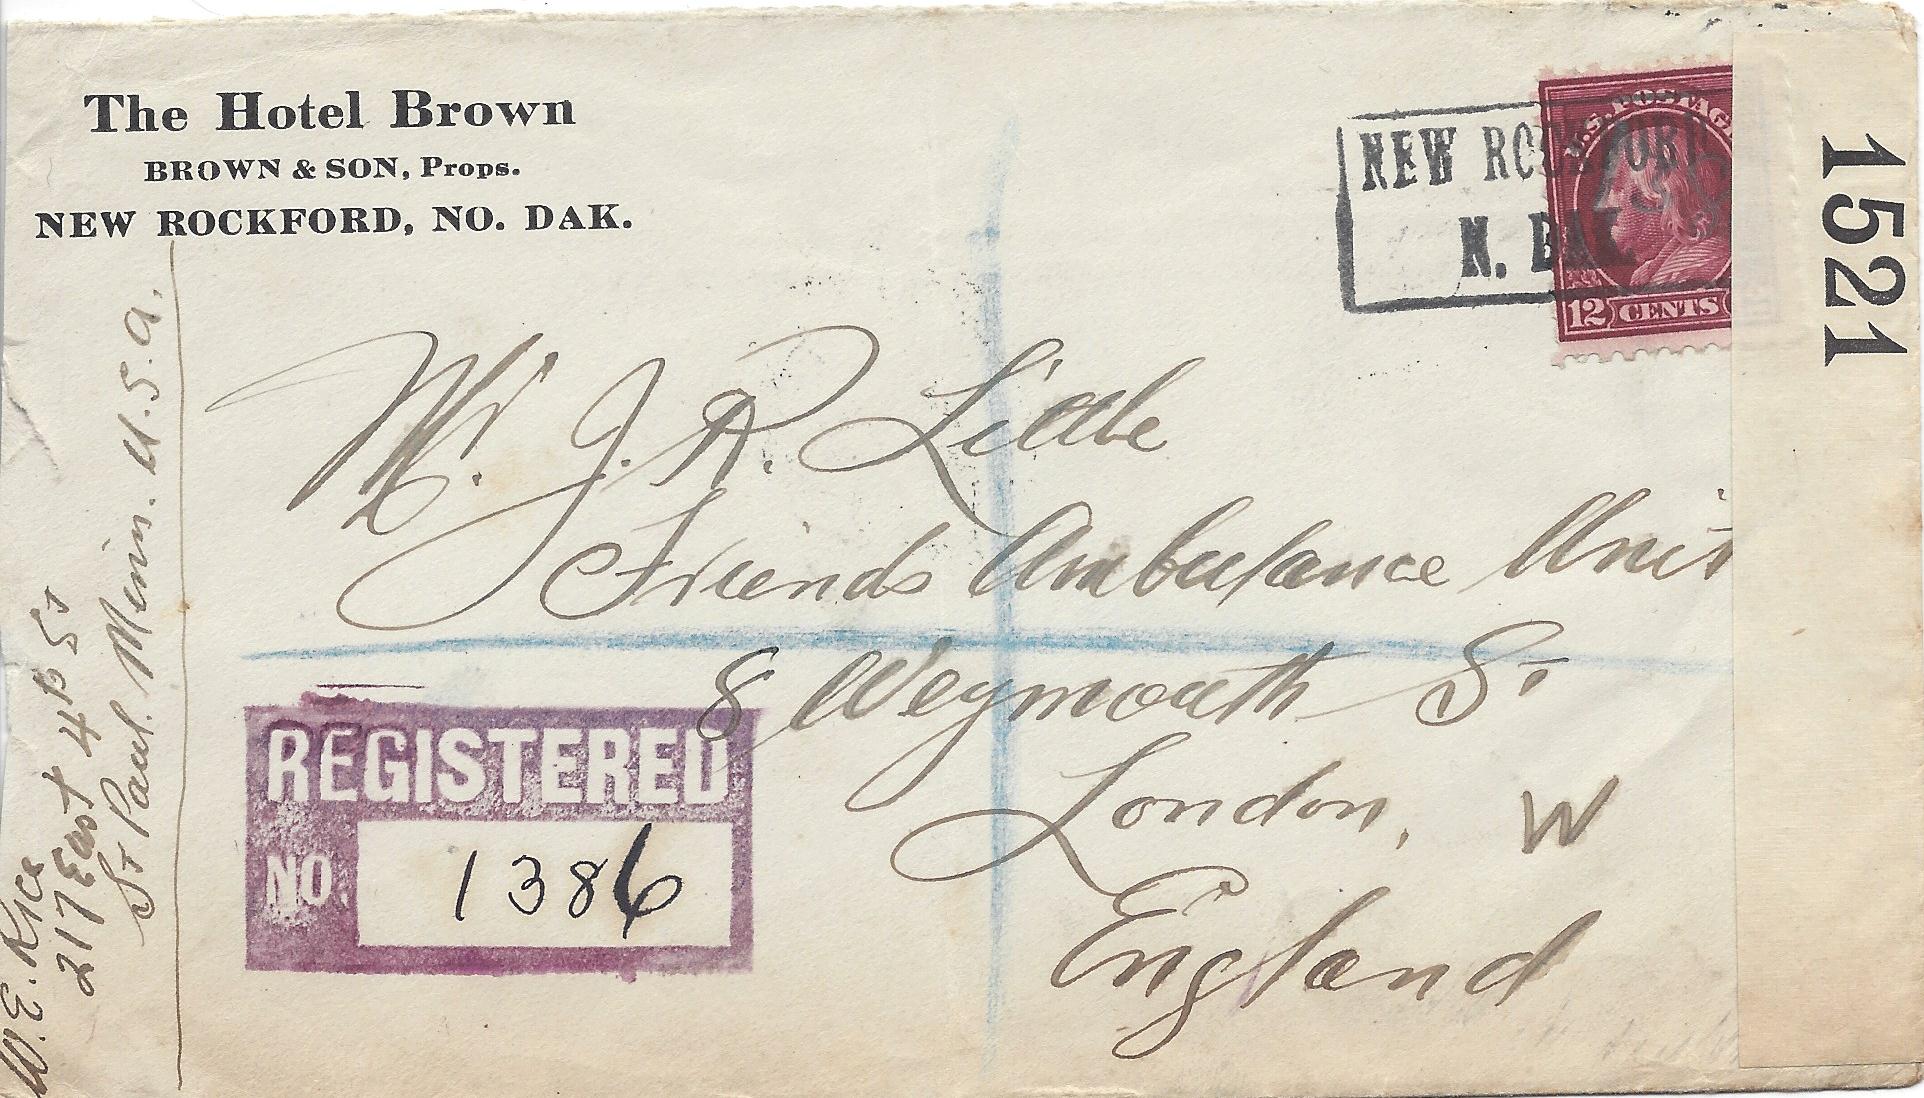 The Hotel Brown
BROWN & SON, Props.
NEW ROCKFORD, NO. DAK.
NEW ROCKFORD
N. DAK
U.S. POSTAGE
12 CENTS
1521
Mr. J. R. Little
Friends Ambulance Unit
8 Weymouth St
London, W
England
REGISTERED
NO. 1386
W. E. Rice
217 East 4th St
St Paul. Minn. U.S.A.